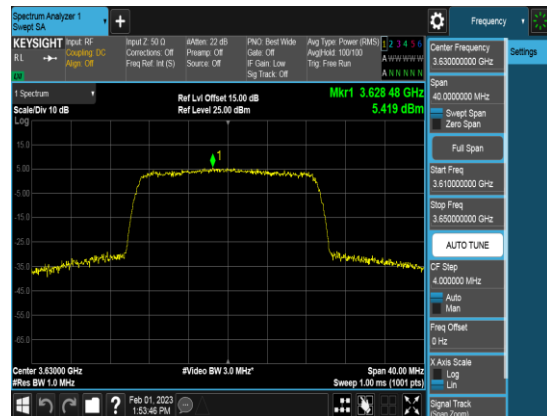 Spectrum Analyzer 1
Swept SA
+
Frequency
KEYSIGHT
RL
LV
Input: RF
Coupling: DC
Align: Off
Input Z: 50 Ω
Corrections: Off
Freq Ref: Int (S)
#Atten: 22 dB
Preamp: Off
Source: Off
PNO: Best Wide
Gate: Off
IF Gain: Low
Sig Track: Off
Avg Type: Power (RMS)
Avg|Hold: 100/100
Trig: Free Run
1 2 3 4 5 6
A W W W W W
A N N N N N
1 Spectrum
Scale/Div 10 dB
Log
Ref Lvl Offset 15.00 dB
Ref Level 25.00 dBm
Mkr1 3.628 48 GHz
5.419 dBm
15.0
5.00
-5.00
-15.0
-25.0
-35.0
-45.0
-55.0
-65.0
1
Center 3.63000 GHz
#Res BW 1.0 MHz
#Video BW 3.0 MHz*
Span 40.00 MHz
Sweep 1.00 ms (1001 pts)
Feb 01, 2023
1:53:46 PM
?
Center Frequency
3.630000000 GHz
Settings
Span
40.0000000 MHz
Swept Span
Zero Span
Full Span
Start Freq
3.610000000 GHz
Stop Freq
3.650000000 GHz
AUTO TUNE
CF Step
4.000000 MHz
Auto
Man
Freq Offset
0 Hz
X Axis Scale
Log
Lin
Signal Track
(Span Zoom)